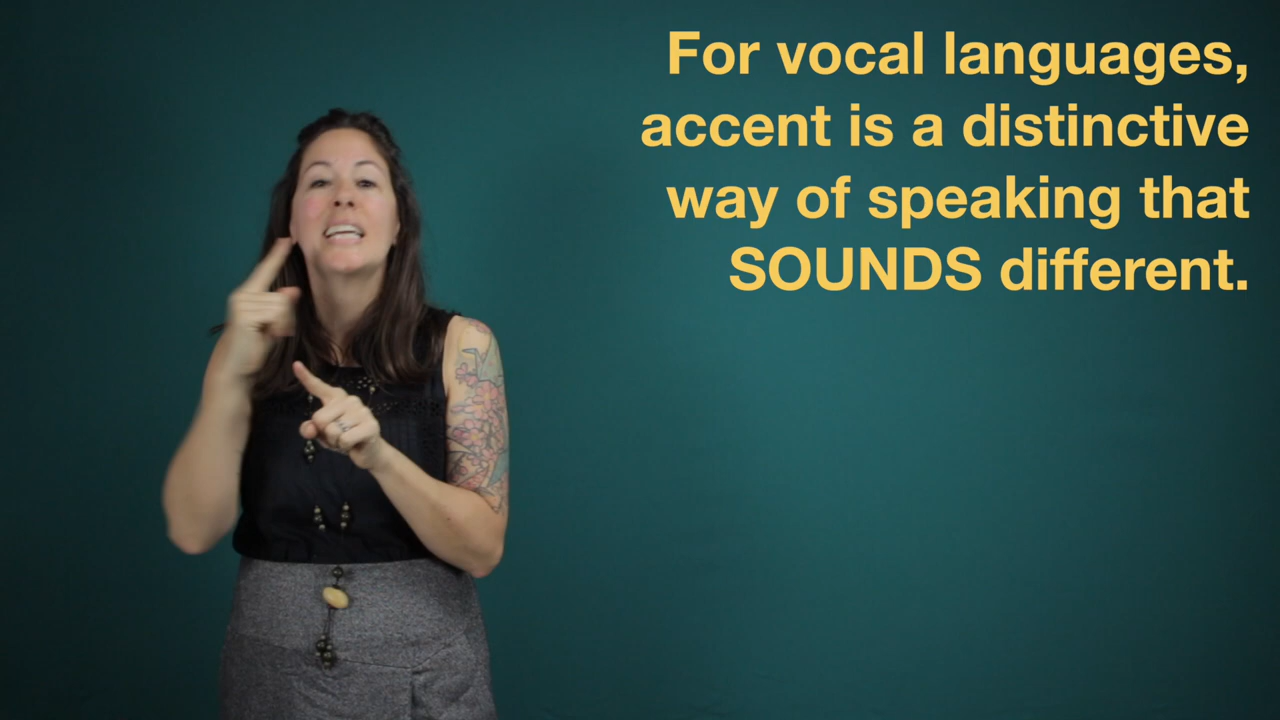 For vocal languages,
accent is a distinctive
way of speaking that
SOUNDS different.